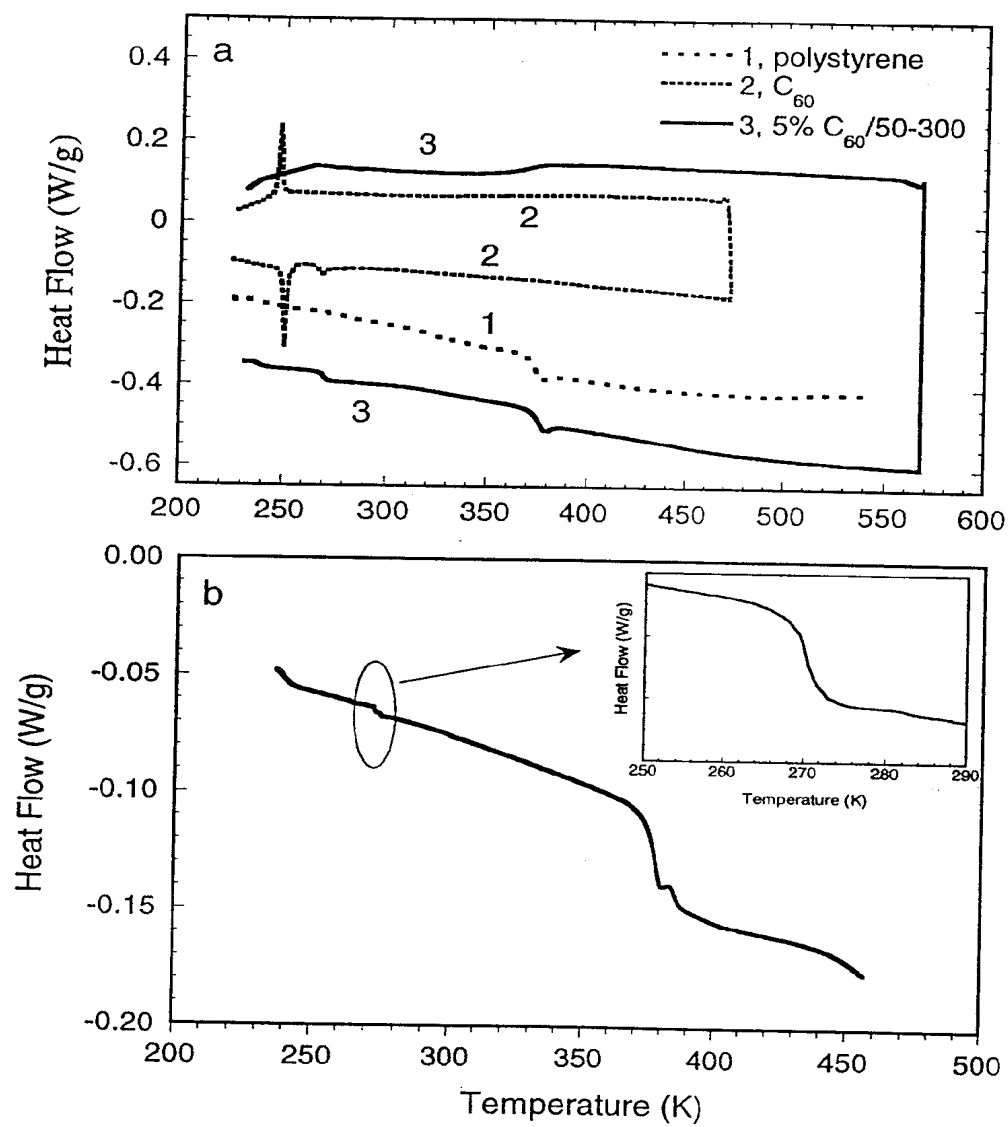 a
1, polystyrene
2, C60
3, 5% C60/50-300
0.4
0.2
0
-0.2
-0.4
-0.6
Heat Flow (W/g)
3
2
2
1
3
200 250 300 350 400 450 500 550 600
b
0.00
-0.05
-0.10
-0.15
-0.20
Heat Flow (W/g)
Heat Flow (W/g)
250 260 270 280 290
Temperature (K)
200 250 300 350 400 450 500
Temperature (K)